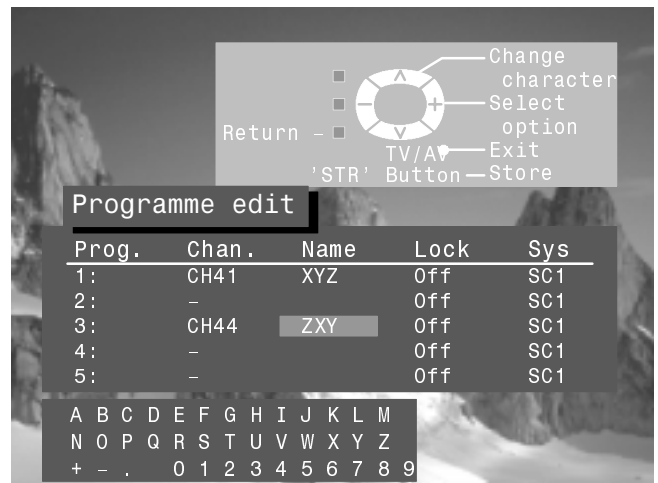 Change
character
Select
option
Return
TV/AV
Exit
'STR' Button
Store
Programme edit
Prog. Chan. Name Lock Sys
1: CH41 XYZ Off SC1
2: – Off SC1
3: CH44 ZXY Off SC1
4: – Off SC1
5: – Off SC1
A B C D E F G H I J K L M
N O P Q R S T U V W X Y Z
+ – . 0 1 2 3 4 5 6 7 8 9